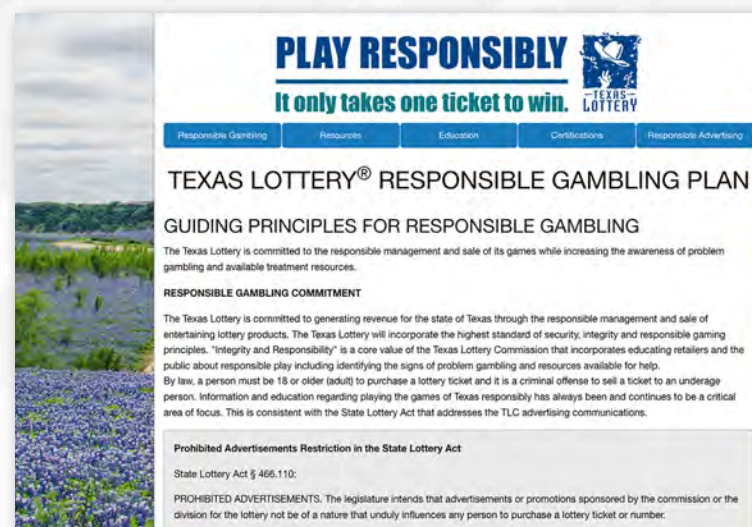 PLAY RESPONSIBLY
It only takes one ticket to win.
TEXAS
LOTTERY
Responsible Gambling
Resources
Education
Certifications
Responsible Advertising
TEXAS LOTTERY® RESPONSIBLE GAMBLING PLAN
GUIDING PRINCIPLES FOR RESPONSIBLE GAMBLING
The Texas Lottery is committed to the responsible management and sale of its games while increasing the awareness of problem
gambling and available treatment resources.
RESPONSIBLE GAMBLING COMMITMENT
The Texas Lottery is committed to generating revenue for the state of Texas through the responsible management and sale of
entertaining lottery products. The Texas Lottery will incorporate the highest standard of security, integrity and responsible gaming
principles. "Integrity and Responsibility" is a core value of the Texas Lottery Commission that incorporates educating retailers and the
public about responsible play including identifying the signs of problem gambling and resources available for help.
By law, a person must be 18 or older (adult) to purchase a lottery ticket and it is a criminal offense to sell a ticket to an underage
person. Information and education regarding playing the games of Texas responsibly has always been and continues to be a critical
area of focus. This is consistent with the State Lottery Act that addresses the TLC advertising communications.
Prohibited Advertisements Restriction in the State Lottery Act
State Lottery Act § 466.110:
PROHIBITED ADVERTISEMENTS. The legislature intends that advertisements or promotions sponsored by the commission or the
division for the lottery not be of a nature that unduly influences any person to purchase a lottery ticket or number.